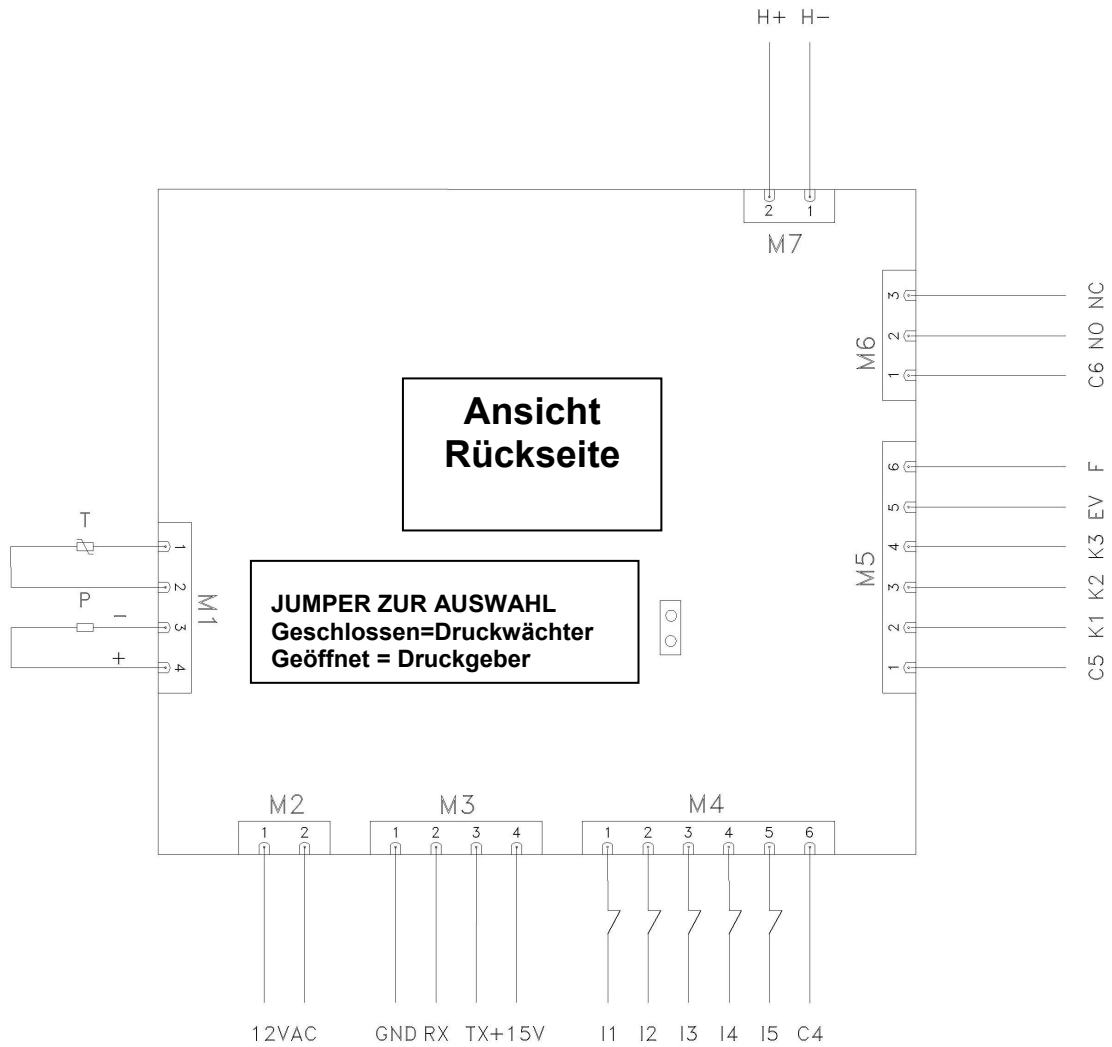 H+ H-
2 1
M7
3 NC
2 NO
M6
1 C6
Ansicht
Rückseite
6 F
5 EV
4 K3
M5
3 K2
2 K1
1 C5
T
1
2
P
- 3
M1
+ 4
JUMPER ZUR AUSWAHL
Geschlossen=Druckwächter
Geöffnet = Druckgeber
M2 M3 M4
1 2 1 2 3 4 1 2 3 4 5 6
12VAC GND RX TX+15V I1 I2 I3 I4 I5 C4